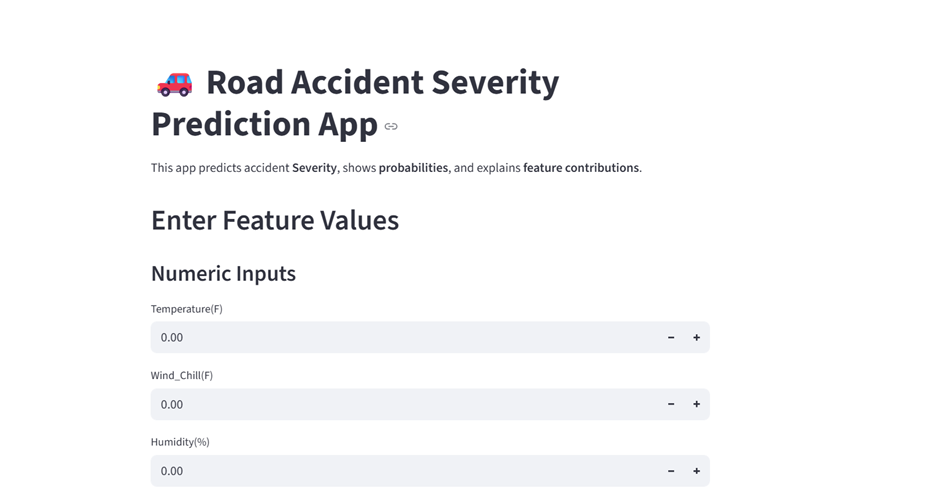 🚗 Road Accident Severity
Prediction App
This app predicts accident Severity, shows probabilities, and explains feature contributions.
Enter Feature Values
Numeric Inputs
Temperature(F)
0.00 − +
Wind_Chill(F)
0.00 − +
Humidity(%)
0.00 − +